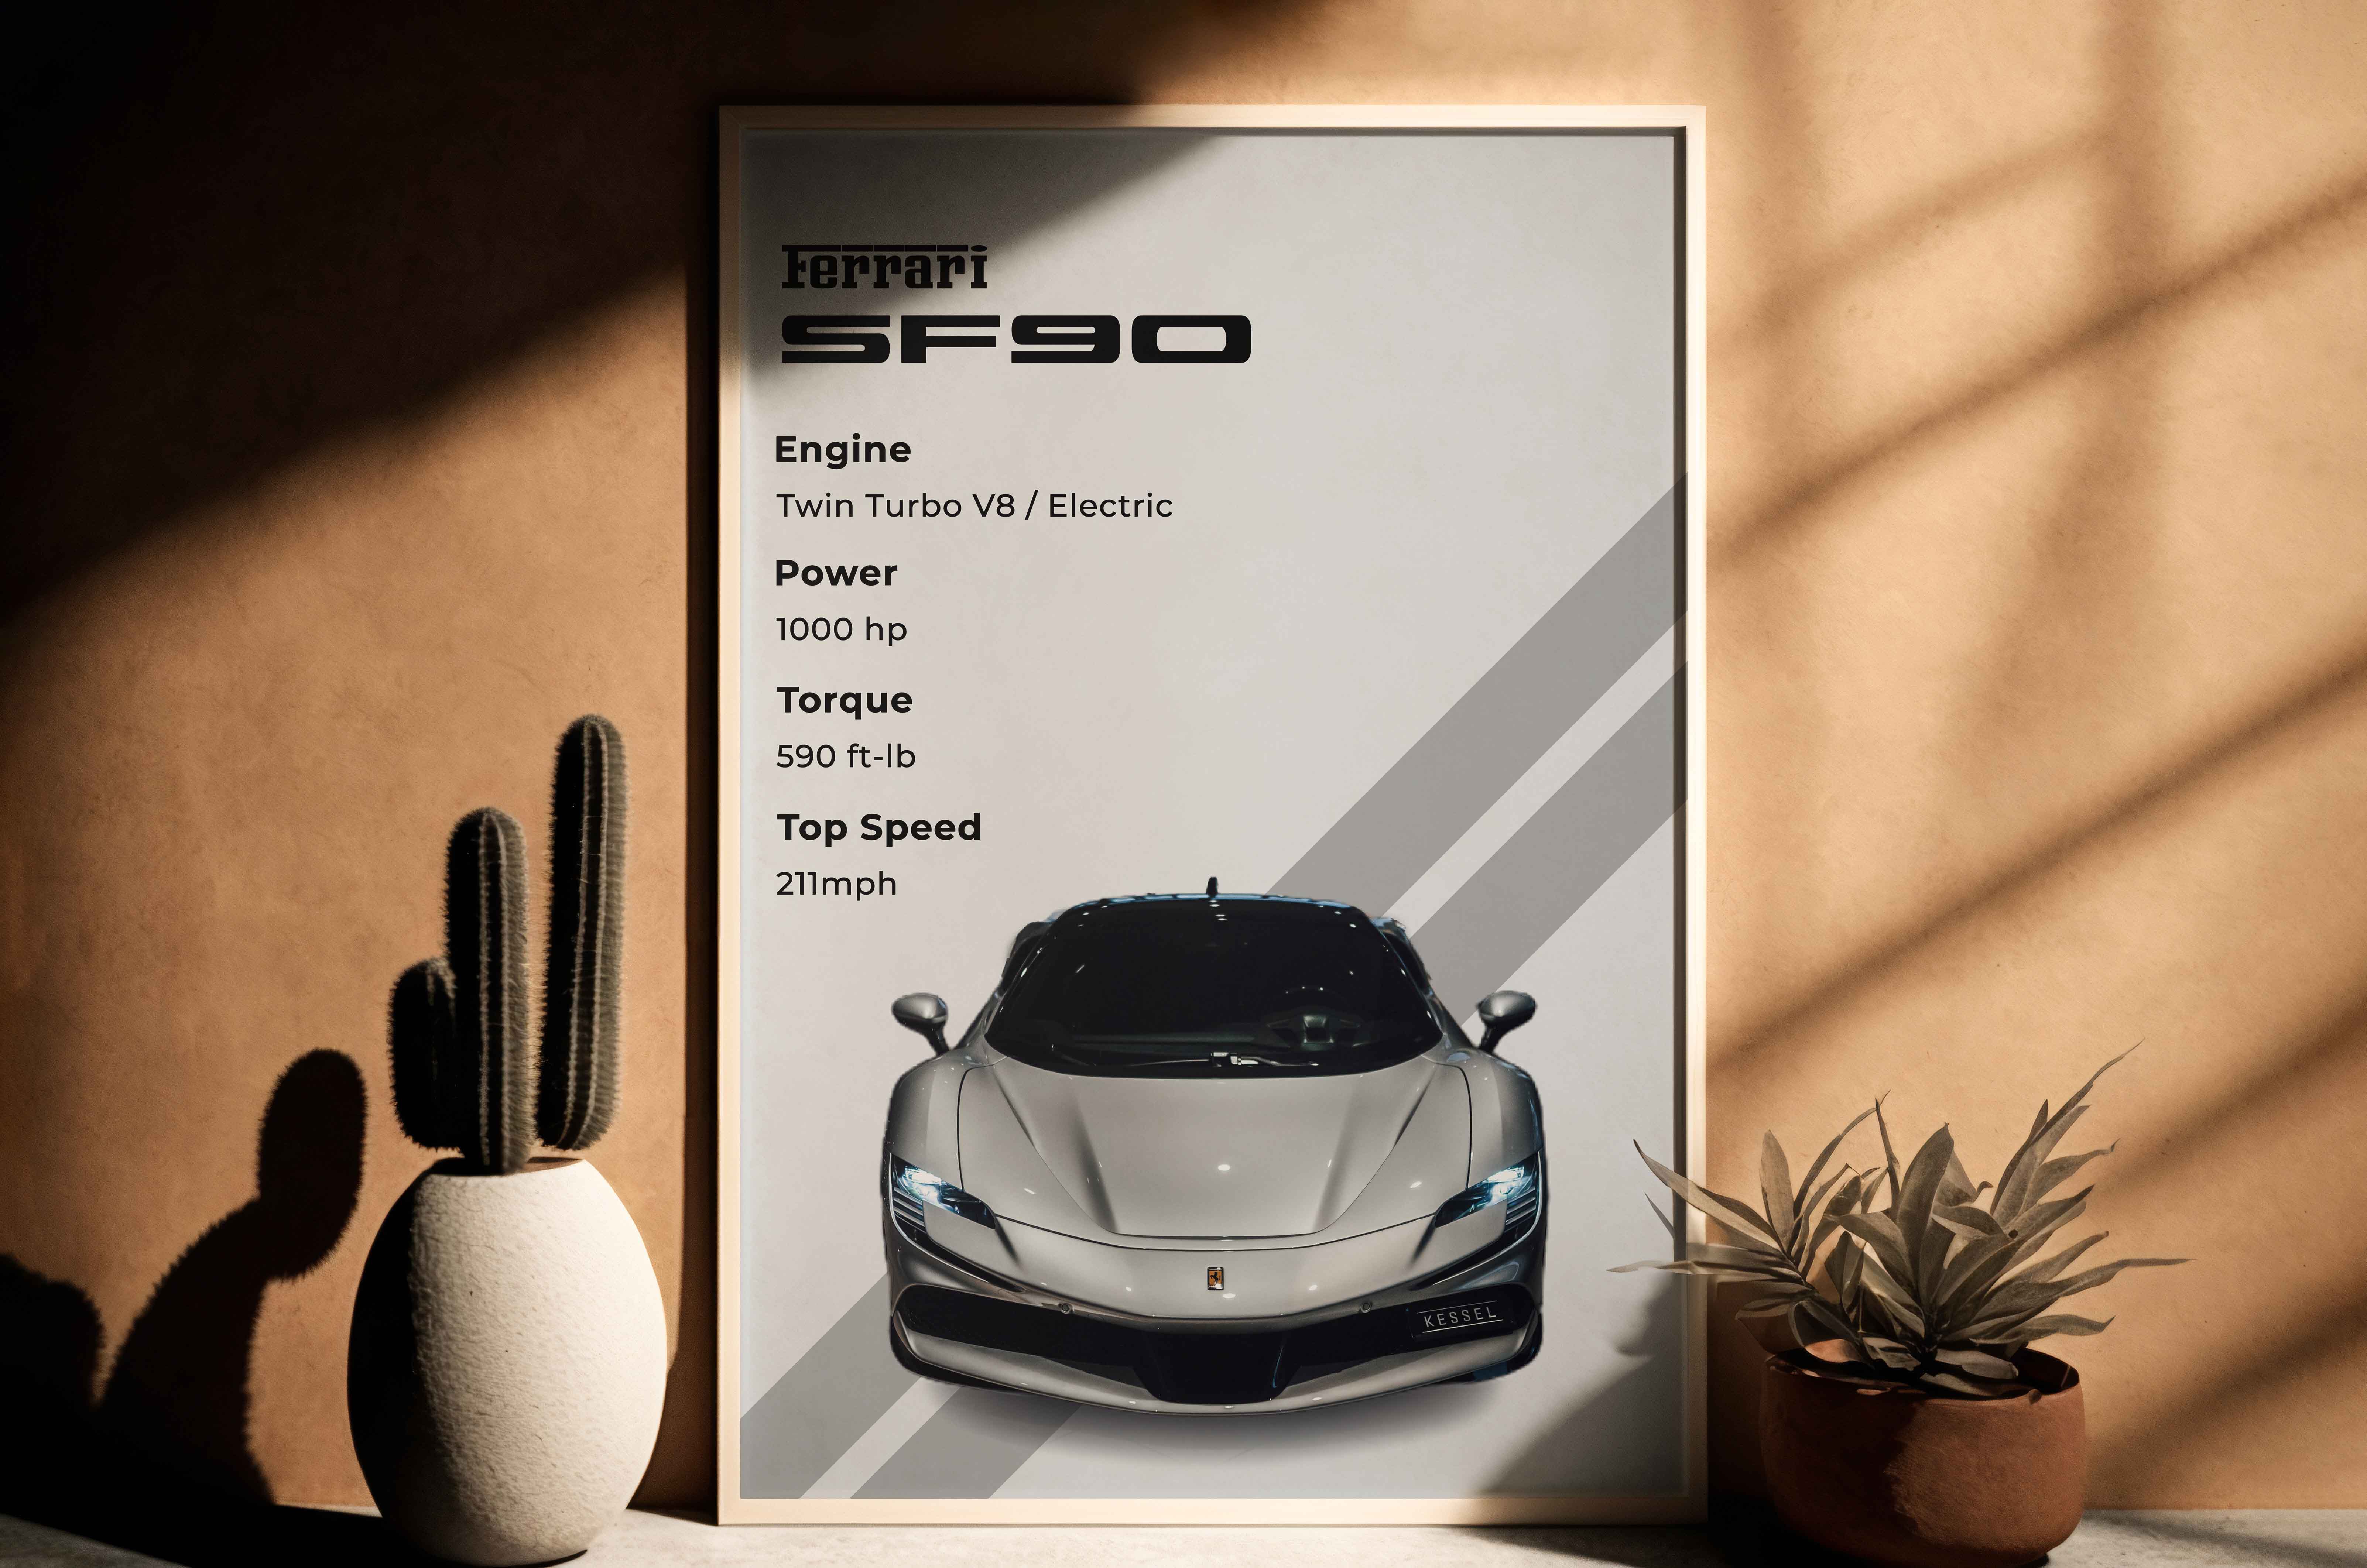 Ferrari
SF90
Engine
Twin Turbo V8 / Electric
Power
1000 hp
Torque
590 ft-lb
Top Speed
211mph
KESSEL